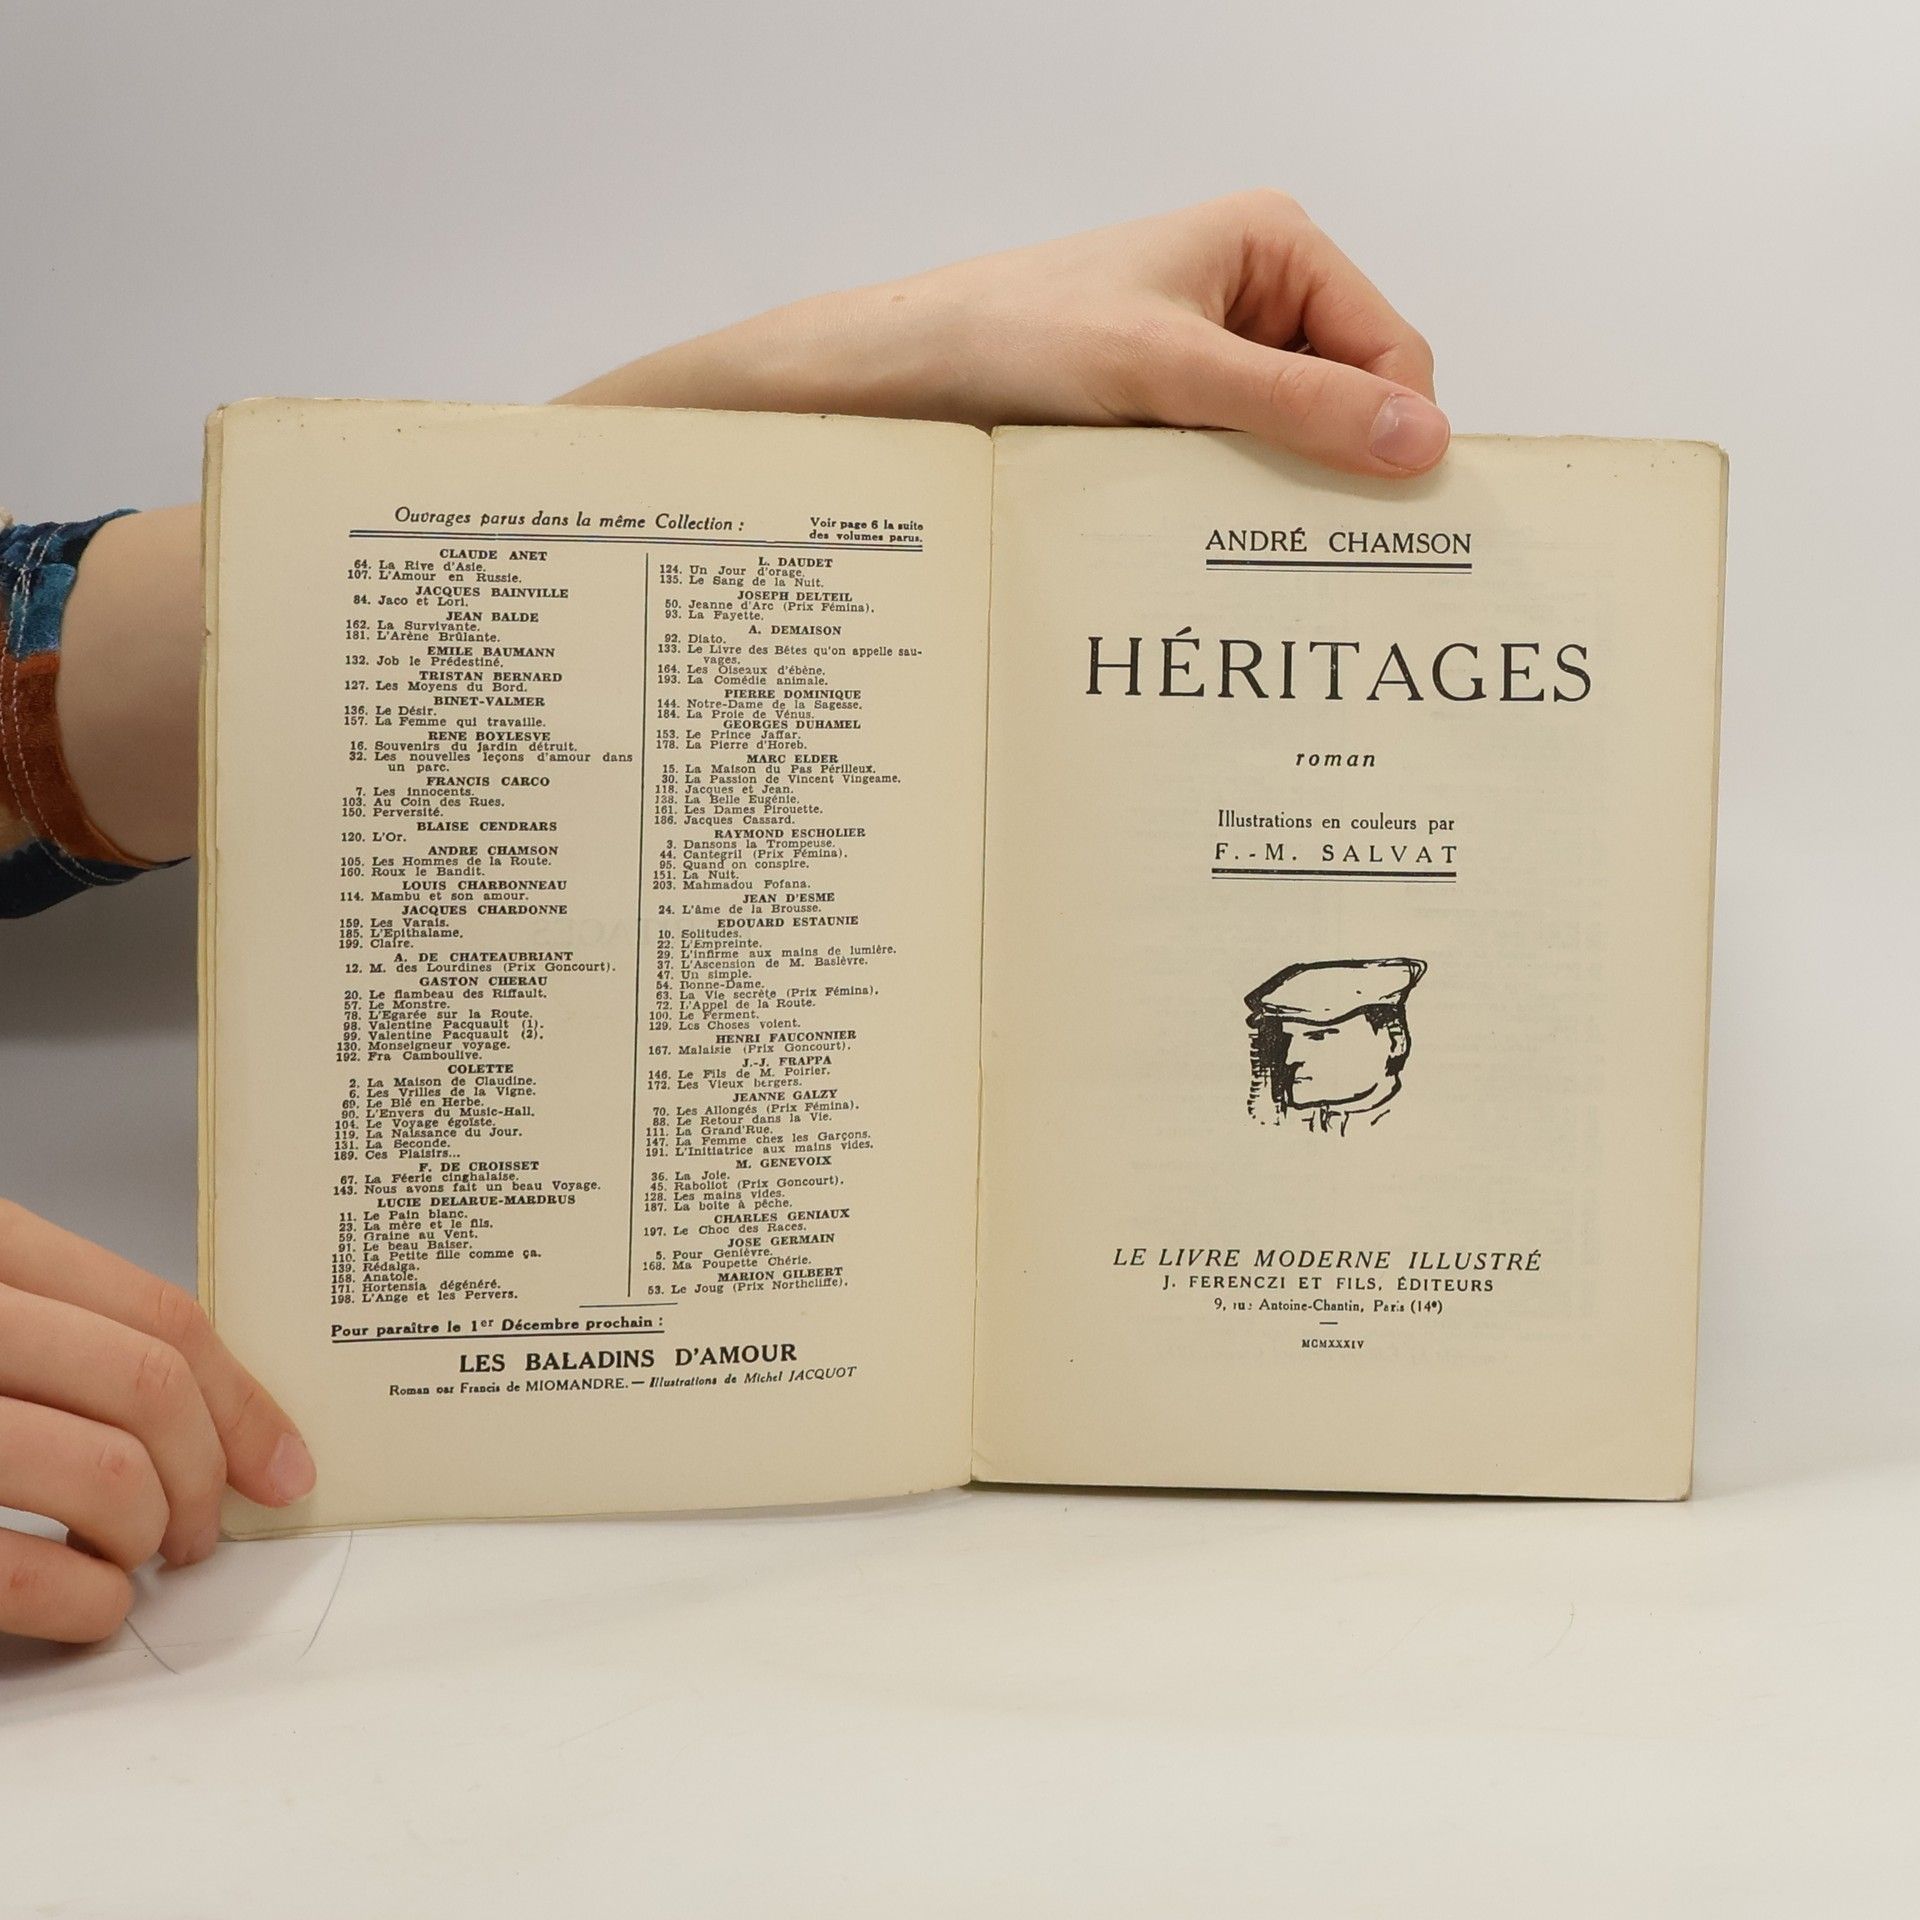 Ouvrages parus dans la même Collection :
Voir page 6 la suite
des volumes parus.
CLAUDE ANET
64. La Rive d'Asie.
107. L'Amour en Russie.
JACQUES BAINVILLE
84. Jaco et Lori.
JEAN BALDE
162. La Survivante.
181. L'Arène Brûlante.
EMILE BAUMANN
132. Job le Prédestiné.
TRISTAN BERNARD
127. Les Moyens du Bord.
BINET-VALMER
136. Le Désir.
157. La Femme qui travaille.
RENE BOYLESVE
16. Souvenirs du jardin détruit.
32. Les nouvelles leçons d'amour dans
un parc.
FRANCIS CARCO
7. Les Innocents.
103. Au Coin des Rues.
150. Perversité.
BLAISE CENDRARS
120. L'Or.
ANDRE CHAMSON
105. Les Hommes de la Route.
160. Roux le Bandit.
LOUIS CHARBONNEAU
114. Mambu et son amour.
JACQUES CHARDONNE
159. Les Varais.
185. L'Epithalame.
199. Claire.
A. DE CHATEAUBRIANT
12. M. des Lourdines (Prix Goncourt).
GASTON CHERAU
20. Le flambeau des Riffault.
57. Le Monstre.
78. L'Egarée sur la Route.
98. Valentine Pacquault (1).
99. Valentine Pacquault (2).
130. Monseigneur voyage.
192. Fra Camboulive.
COLETTE
2. La Maison de Claudine.
6. Les Vrilles de la Vigne.
69. Le Blé en Herbe.
90. L'Envers du Music-Hall.
104. Le Voyage égoïste.
119. La Naissance du Jour.
131. La Seconde.
189. Ces Plaisirs...
F. DE CROISSET
67. La Féerie cinghalaise.
143. Nous avons fait un beau Voyage.
LUCIE DELARUE-MARDRUS
11. Le Pain blanc.
23. La mère et le fils.
59. Graine au Vent.
91. Le beau Baiser.
110. La Petite fille comme ça.
139. Rédalga.
158. Anatole.
171. Hortensia dégénéré.
198. L'Ange et les Pervers.
L. DAUDET
124. Un Jour d'orage.
135. Le Sang de la Nuit.
JOSEPH DELTEIL
50. Jeanne d'Arc (Prix Fémina).
93. La Fayette.
A. DEMAISON
92. Diato.
133. Le Livre des Bêtes qu'on appelle sau-
vages.
164. Les Oiseaux d'ébène.
193. La Comédie animale.
PIERRE DOMINIQUE
144. Notre-Dame de la Sagesse.
184. La Proie de Vénus.
GEORGES DUHAMEL
153. Le Prince Jaffar.
178. La Pierre d'Horeb.
MARC ELDER
15. La Maison du Pas Périlleux.
30. La Passion de Vincent Vingeame.
118. Jacques et Jean.
138. La Belle Eugénie.
161. Les Dames Pirouette.
186. Jacques Cassard.
RAYMOND ESCHOLIER
3. Dansons la Trompeuse.
44. Cantegril (Prix Fémina).
95. Quand on conspire.
151. La Nuit.
203. Mahmadou Fofana.
JEAN D'ESME
24. L'âme de la Brousse.
EDOUARD ESTAUNIE
10. Solitudes.
22. L'Empreinte.
29. L'infirme aux mains de lumière.
37. L'Ascension de M. Baslèvre.
47. Un simple.
54. Bonne-Dame.
63. La Vie secrète (Prix Fémina).
72. L'Appel de la Route.
100. Le Ferment.
129. Les Choses voient.
HENRI FAUCONNIER
167. Malaisie (Prix Goncourt).
J.-J. FRAPPA
146. Le Fils de M. Poirier.
172. Les Vieux bergers.
JEANNE GALZY
70. Les Allongés (Prix Fémina).
88. Le Retour dans la Vie.
111. La Grand'Rue.
147. La Femme chez les Garçons.
191. L'Initiatrice aux mains vides.
M. GENEVOIX
36. La Joie.
45. Raboliot (Prix Goncourt).
128. Les mains vides.
187. La boîte à pêche.
CHARLES GENIAUX
197. Le Choc des Races.
JOSE GERMAIN
5. Pour Genièvre.
168. Ma Poupette Chérie.
MARION GILBERT
53. Le Joug (Prix Northcliffe).
Pour paraître le 1er Décembre prochain :
LES BALADINS D'AMOUR
Roman par Francis de MIOMANDRE. — Illustrations de Michel JACQUOT
ANDRÉ CHAMSON
HÉRITAGES
roman
Illustrations en couleurs par
F.-M. SALVAT
LE LIVRE MODERNE ILLUSTRÉ
J. FERENCZI ET FILS, ÉDITEURS
9, rue Antoine-Chantin, Paris (14e)
MCMXXXIV